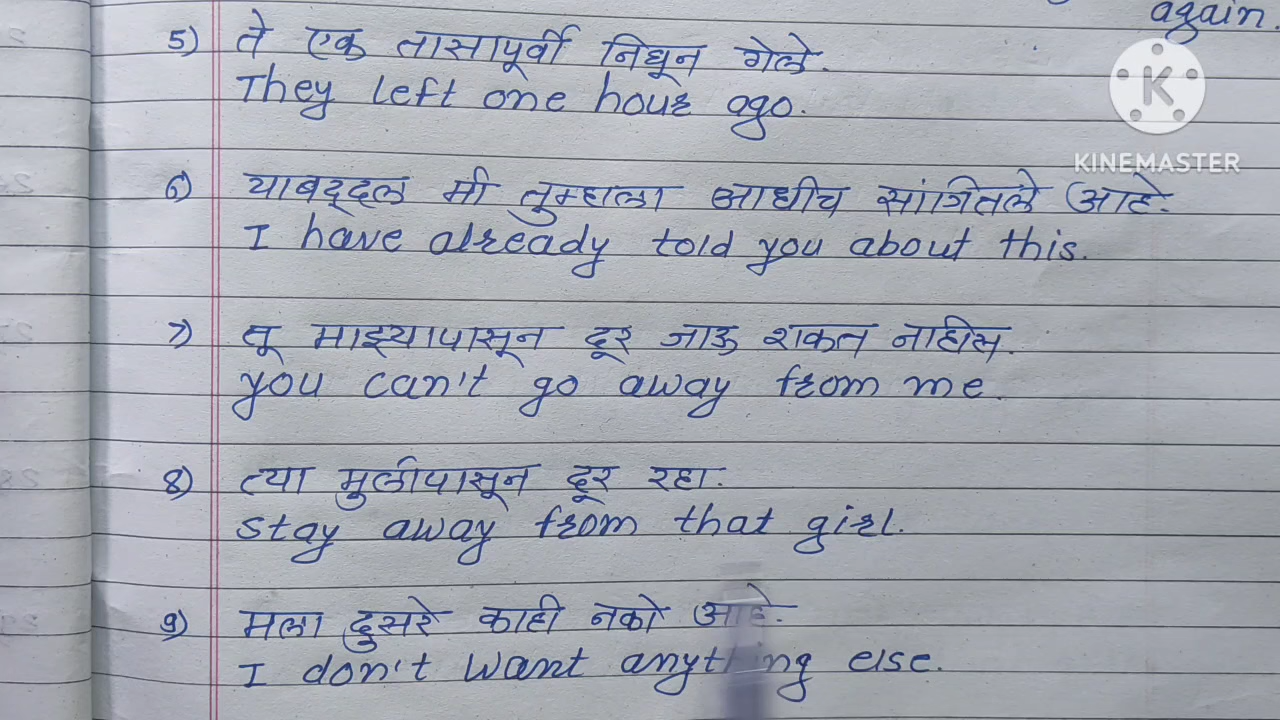 again.
5) ते एक तासापूर्वी निघून गेले.
They left one hour ago.
K
KINEMASTER
6) याबद्दल मी तुम्हाला आधीच सांगितले आहे.
I have already told you about this.
7) तू माझ्यापासून दूर जाऊ शकत नाहीस.
you can't go away from me.
8) त्या मुलीपासून दूर रहा.
stay away from that girl.
9) मला दुसरे काही नको आहे.
I don't want anything else.